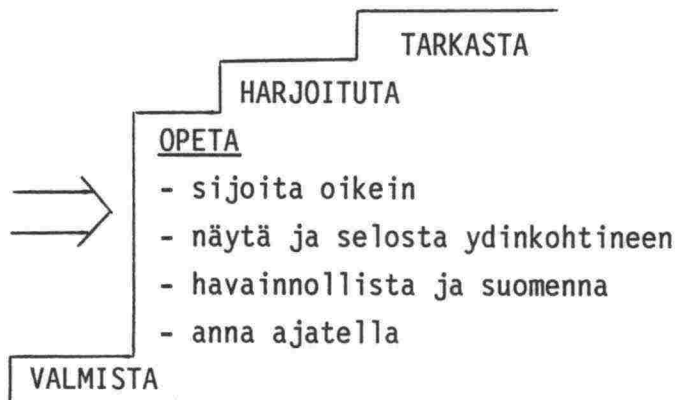 TARKASTA
HARJOITUTA
OPETA
- sijoita oikein
- näytä ja selosta ydinkohtineen
- havainnollista ja suomenna
- anna ajatella
VALMISTA